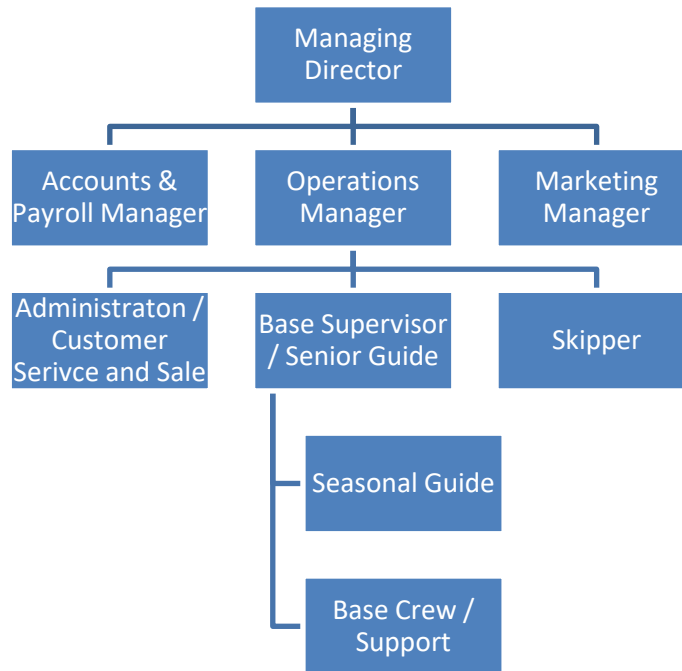 Managing
Director
Accounts &
Payroll Manager
Operations
Manager
Marketing
Manager
Administraton /
Customer
Serivce and Sale
Base Supervisor
/ Senior Guide
Skipper
Seasonal Guide
Base Crew /
Support